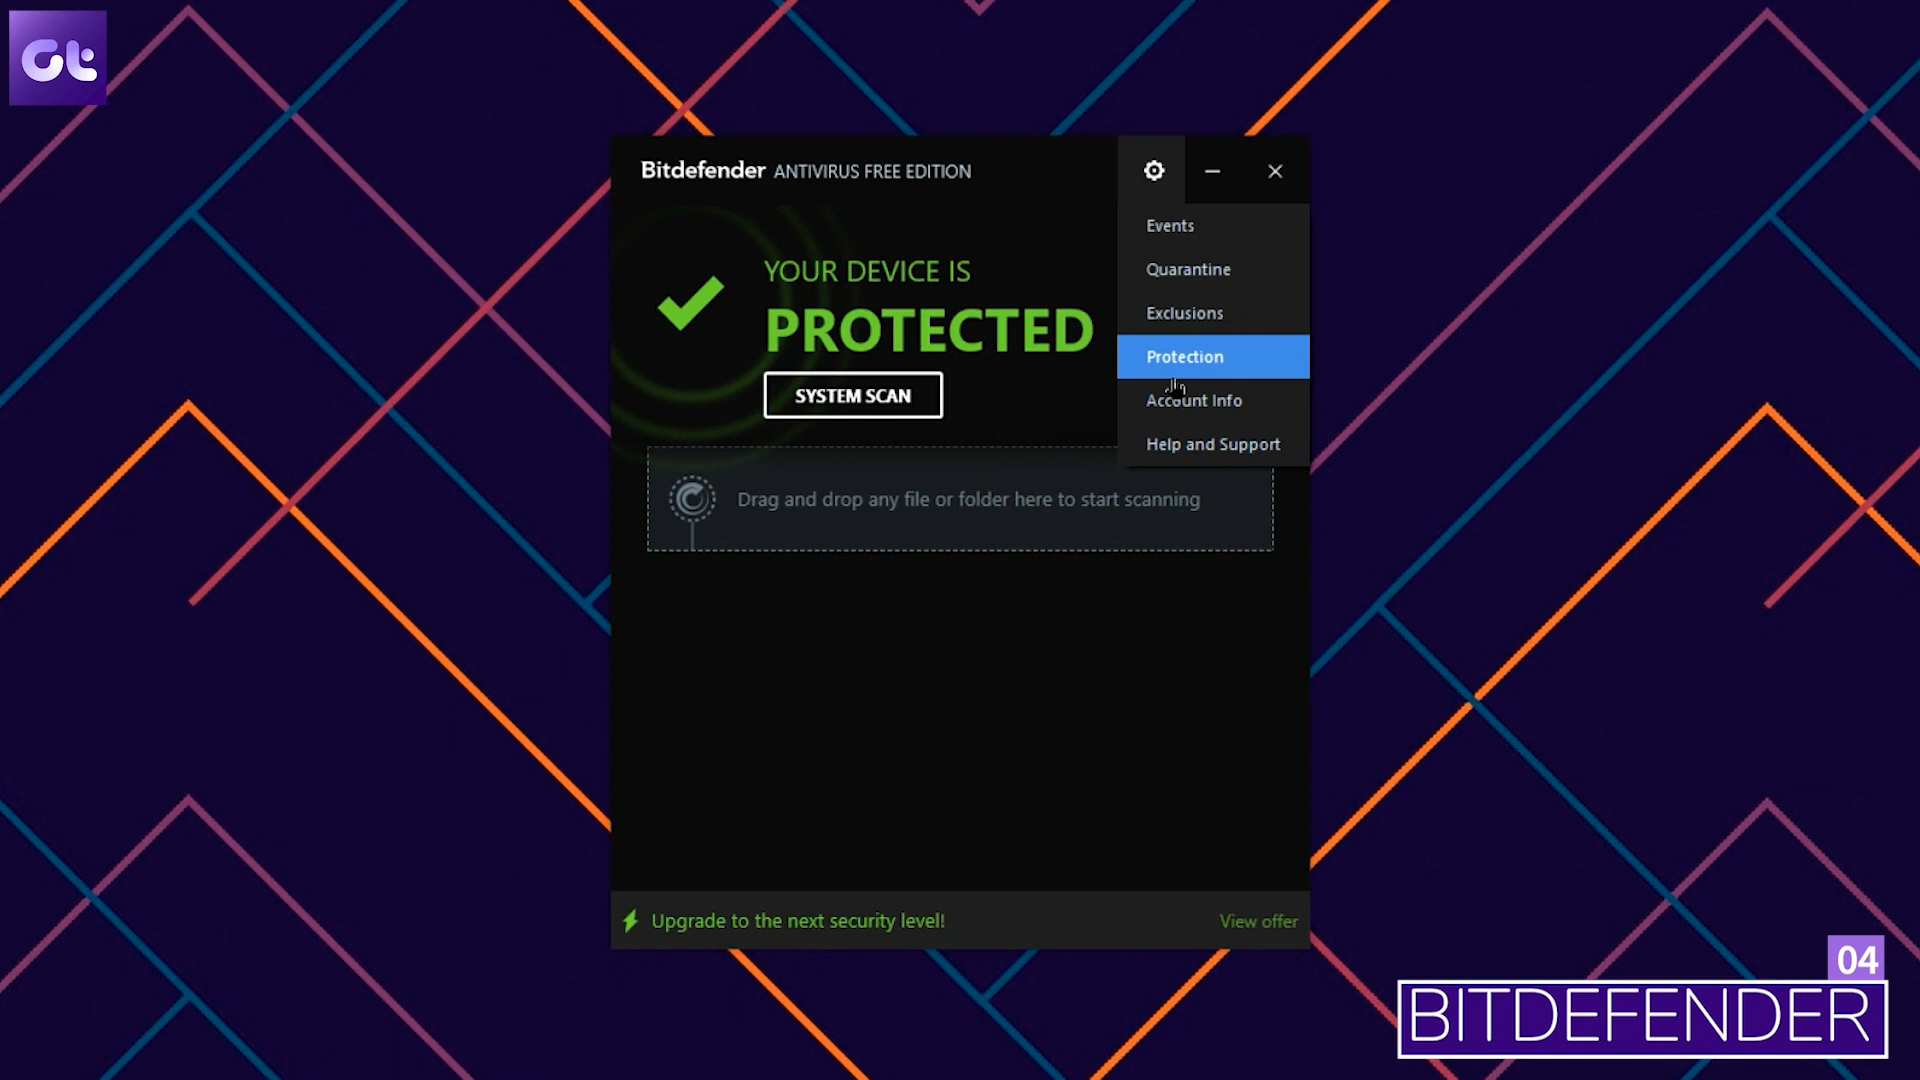 Gt
Bitdefender ANTIVIRUS FREE EDITION
Events
Quarantine
Exclusions
Protection
Account Info
Help and Support
YOUR DEVICE IS
PROTECTED
SYSTEM SCAN
Drag and drop any file or folder here to start scanning
Upgrade to the next security level!
View offer
04
BITDEFENDER